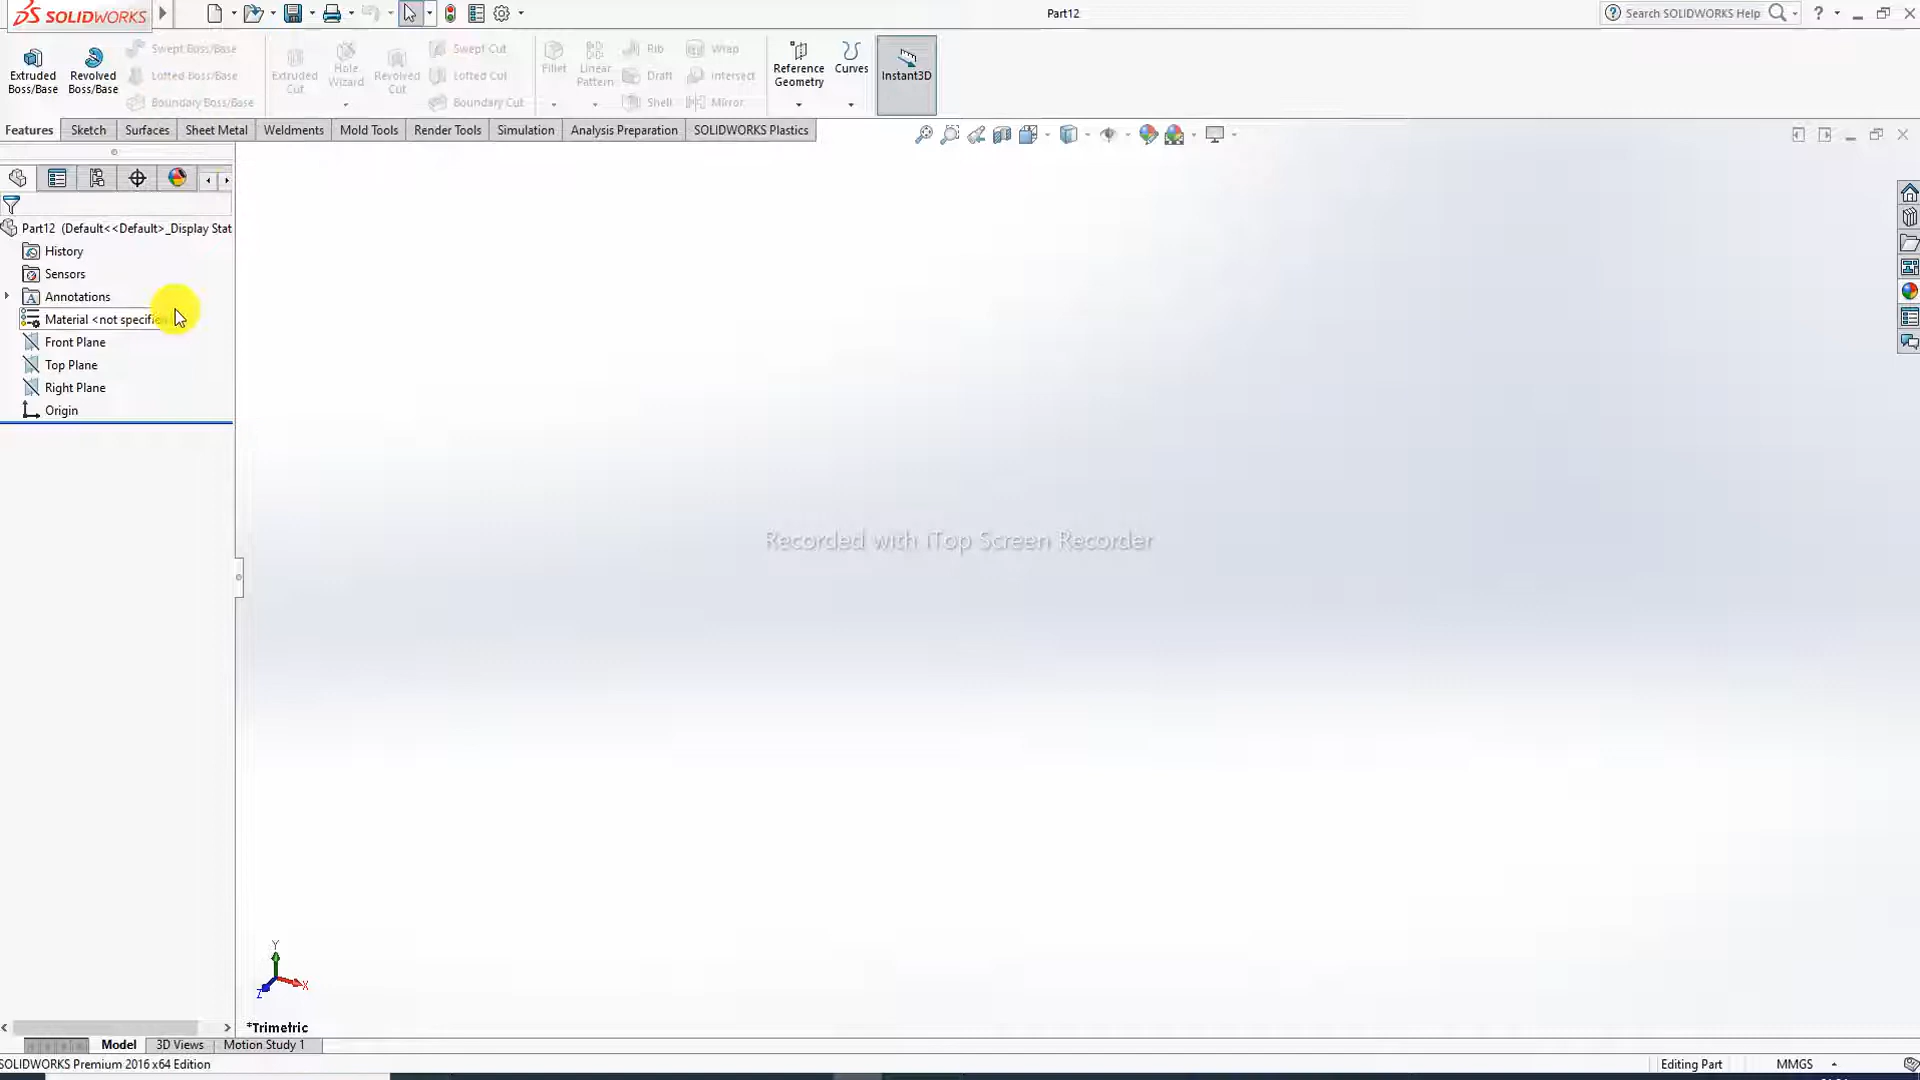 SOLIDWORKS
Part12
Search SOLIDWORKS Help
Extruded Boss/Base
Revolved Boss/Base
Swept Boss/Base
Lofted Boss/Base
Boundary Boss/Base
Extruded Cut
Hole Wizard
Revolved Cut
Swept Cut
Lofted Cut
Boundary Cut
Fillet
Linear Pattern
Rib
Draft
Shell
Wrap
Intersect
Mirror
Reference Geometry
Curves
Instant3D
Features
Sketch
Surfaces
Sheet Metal
Weldments
Mold Tools
Render Tools
Simulation
Analysis Preparation
SOLIDWORKS Plastics
Part12 (Default<<Default>_Display Stat
History
Sensors
Annotations
Material <not specifie
Front Plane
Top Plane
Right Plane
Origin
Recorded with iTop Screen Recorder
Y
X
Z
*Trimetric
Model
3D Views
Motion Study 1
SOLIDWORKS Premium 2016 x64 Edition
Editing Part
MMGS